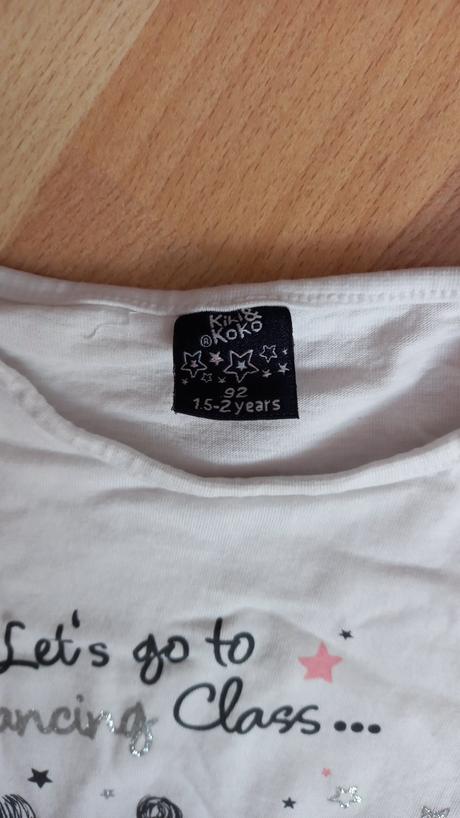 Kiki&
®Koko
92
1.5-2 years
Let's go to
ancing Class...